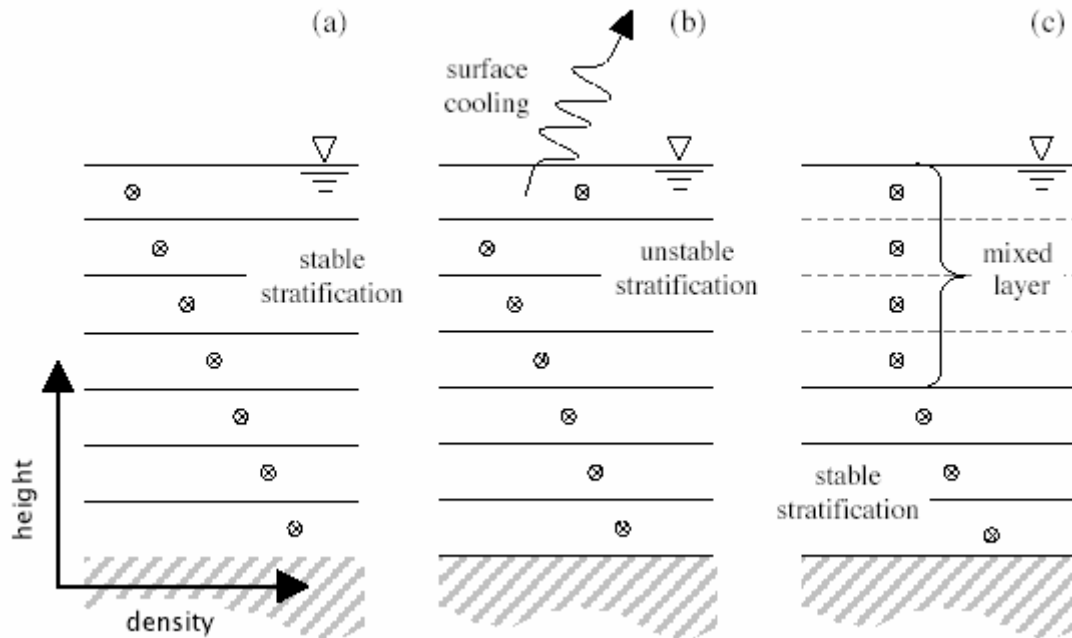 (a)
(b)
(c)
surface
cooling
stable
stratification
unstable
stratification
mixed
layer
stable
stratification
height
density